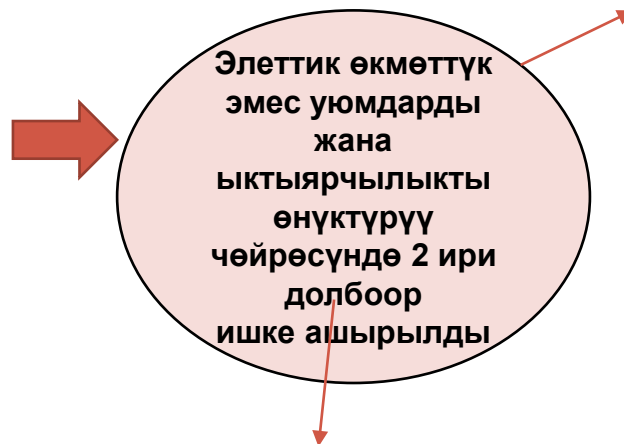 Элеттик өкмөттүк
эмес уюмдарды
жана
ыктыярчылыкты
өнүктүрүү
чөйрөсүндө 2 ири
долбоор
ишке ашырылды